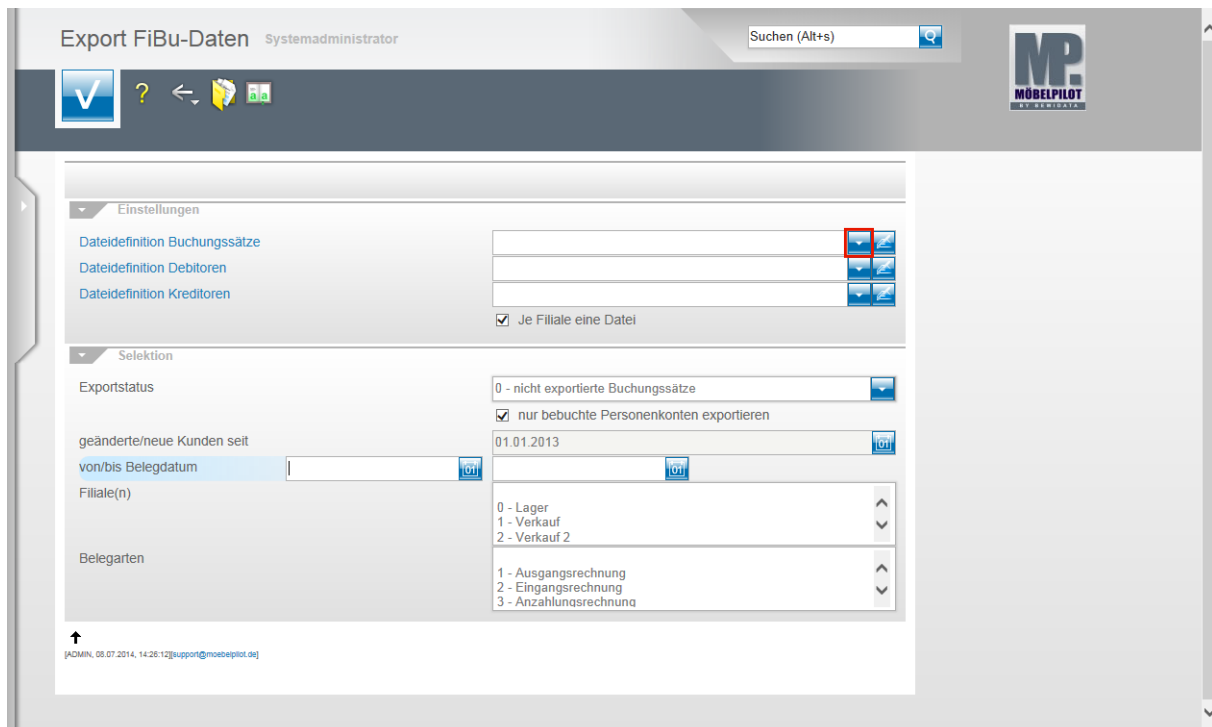 Export FiBu-Daten Systemadministrator
Suchen (Alt+s)
MP.
MÖBELPILOT
BY BEWIDATA
Einstellungen
Dateidefinition Buchungssätze
Dateidefinition Debitoren
Dateidefinition Kreditoren
Je Filiale eine Datei
Selektion
Exportstatus 0 - nicht exportierte Buchungssätze
nur bebuchte Personenkonten exportieren
geänderte/neue Kunden seit 01.01.2013
von/bis Belegdatum
Filiale(n)
0 - Lager
1 - Verkauf
2 - Verkauf 2
Belegarten
1 - Ausgangsrechnung
2 - Eingangsrechnung
3 - Anzahlungsrechnung
[ADMIN, 08.07.2014, 14:26:12][support@moebelpilot.de]